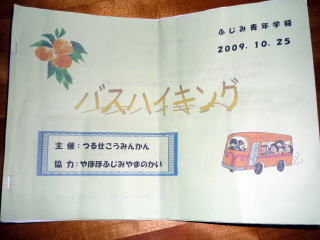 ふじみ青年学級
2009.10.25
バスハイキング
主催：つるせこうみんかん
協力：やほほふじみやまのかい